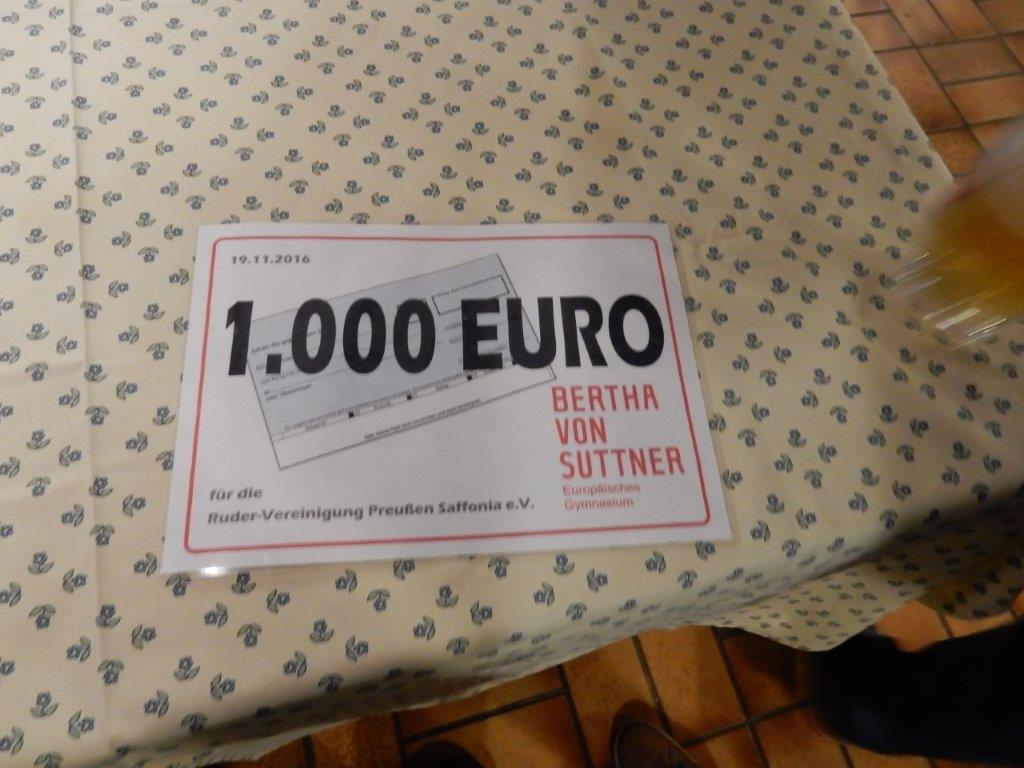 19.11.2016
1.000 EURO
BERTHA
VON
SUTTNER
Europäisches
Gymnasium
für die
Ruder-Vereinigung Preußen Saffonia e.V.